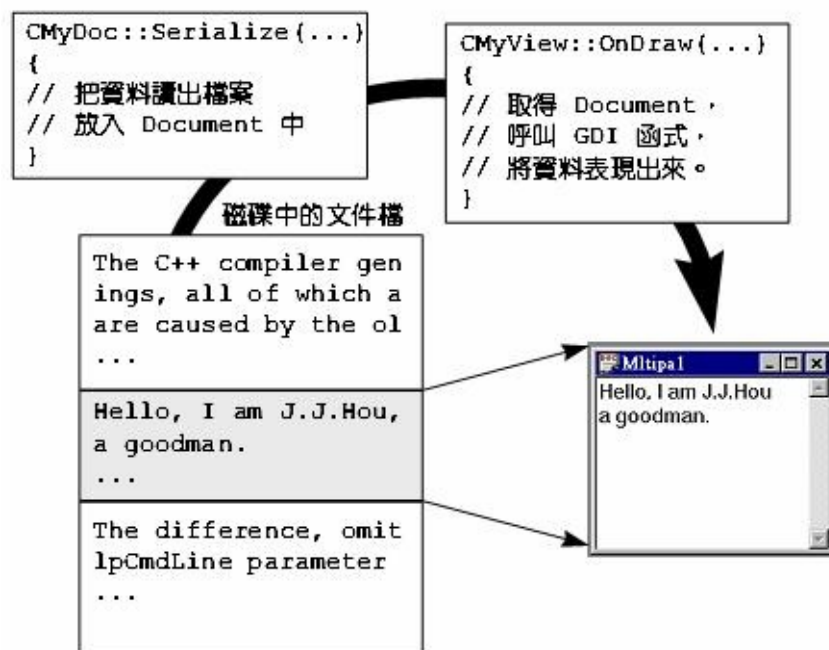 CMyDoc::Serialize(...)
{
// 把資料讀出檔案
// 放入 Document 中
}
CMyView::OnDraw(...)
{
// 取得 Document，
// 呼叫 GDI 函式，
// 將資料表現出來。
}
磁碟中的文件檔
The C++ compiler gen
ings, all of which a
are caused by the ol
...
Hello, I am J.J.Hou,
a goodman.
...
The difference, omit
lpCmdLine parameter
...
Mltipa1
Hello, I am J.J.Hou
a goodman.